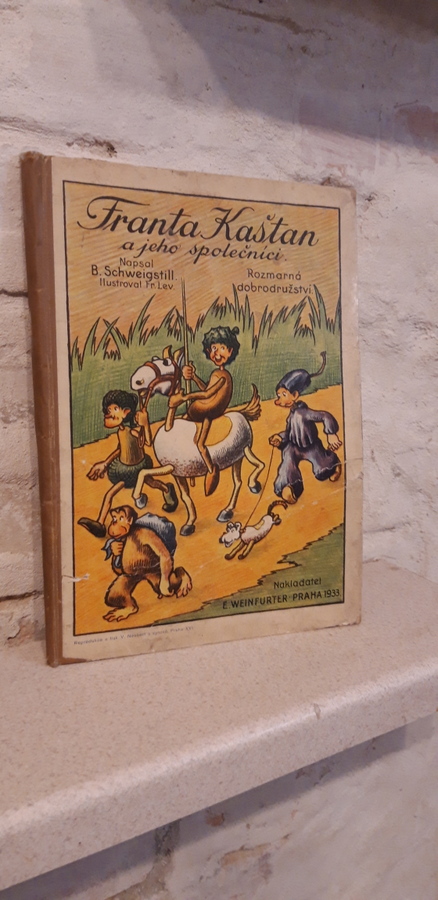 Franta Kaštan
a jeho společníci.
Napsal
B. Schweigstill.
Ilustroval Fr. Lev.
Rozmarná
dobrodružství.
Nakladatel
E. WEINFURTER-PRAHA 1933